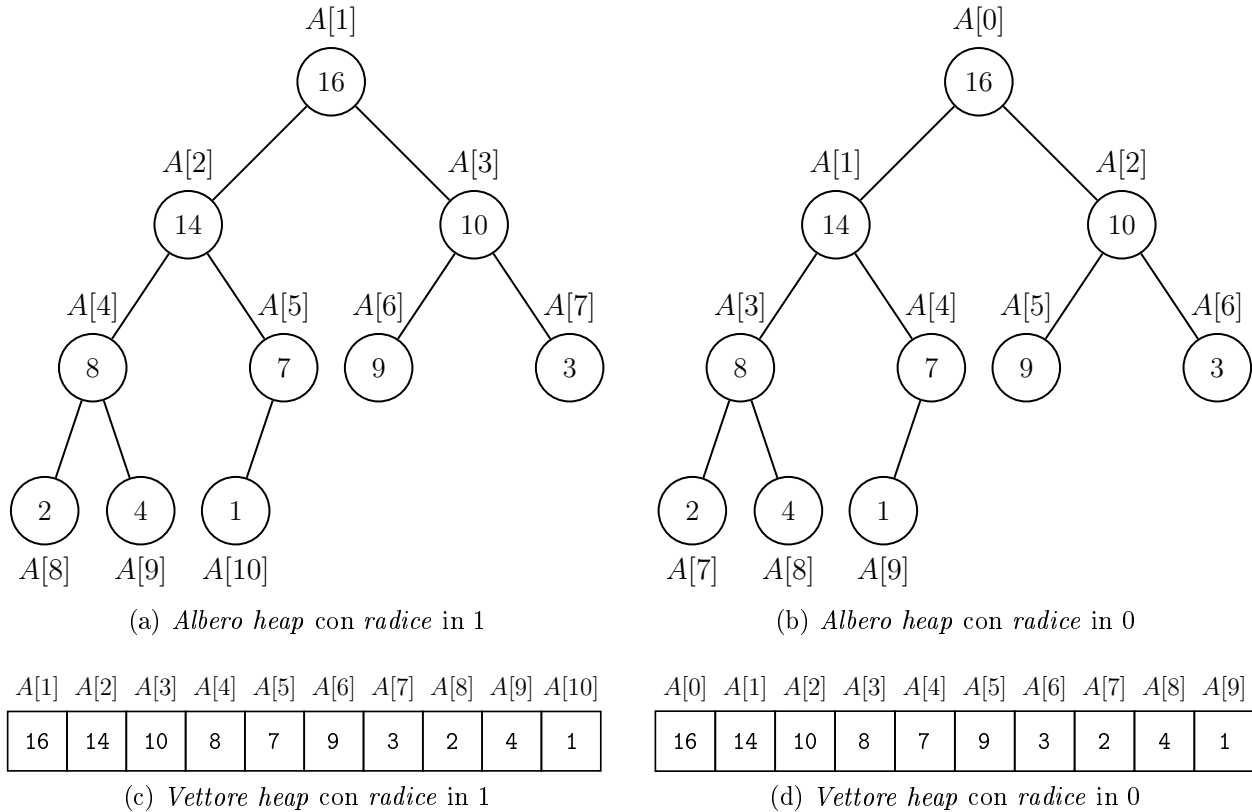 A[1]
16
A[2] A[3]
14 10
A[4] A[5] A[6] A[7]
8 7 9 3
2 4 1
A[8] A[9] A[10]
(a) Albero heap con radice in 1
A[0]
16
A[1] A[2]
14 10
A[3] A[4] A[5] A[6]
8 7 9 3
2 4 1
A[7] A[8] A[9]
(b) Albero heap con radice in 0
A[1] A[2] A[3] A[4] A[5] A[6] A[7] A[8] A[9] A[10]
16 14 10 8 7 9 3 2 4 1
(c) Vettore heap con radice in 1
A[0] A[1] A[2] A[3] A[4] A[5] A[6] A[7] A[8] A[9]
16 14 10 8 7 9 3 2 4 1
(d) Vettore heap con radice in 0